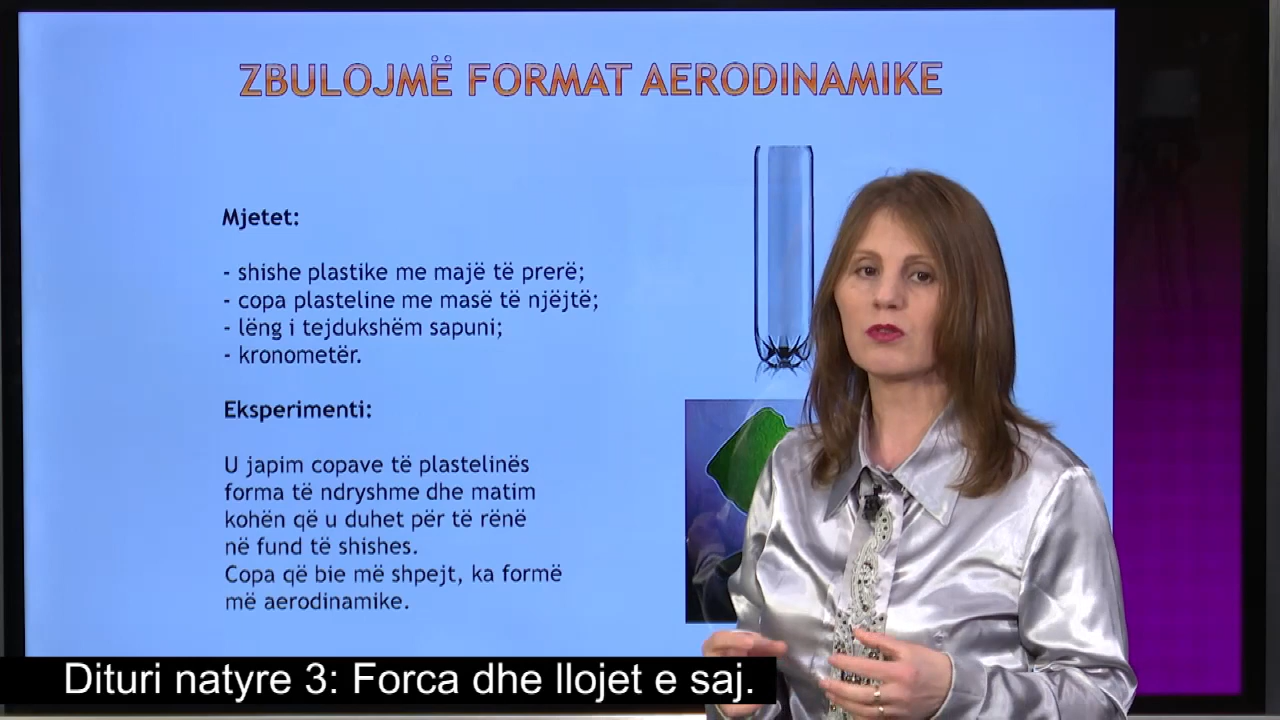 ZBULOJMË FORMAT AERODINAMIKE
Mjetet:
- shishe plastike me majë të prerë;
- copa plasteline me masë të njëjtë;
- lëng i tejdukshëm sapuni;
- kronometër.
Eksperimenti:
U japim copave të plastelinës
forma të ndryshme dhe matim
kohën që u duhet për të rënë
në fund të shishes.
Copa që bie më shpejt, ka formë
më aerodinamike.
Dituri natyre 3: Forca dhe llojet e saj.